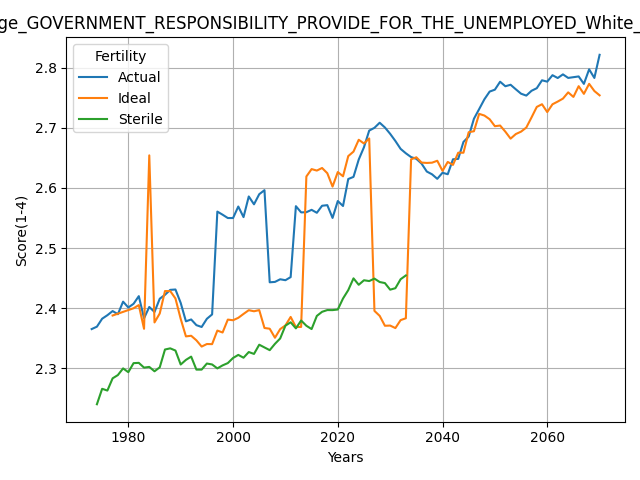 ge_GOVERNMENT_RESPONSIBILITY_PROVIDE_FOR_THE_UNEMPLOYED_White_
Fertility
Actual
Ideal
Sterile
Score(1-4)
2.8
2.7
2.6
2.5
2.4
2.3
1980 2000 2020 2040 2060
Years